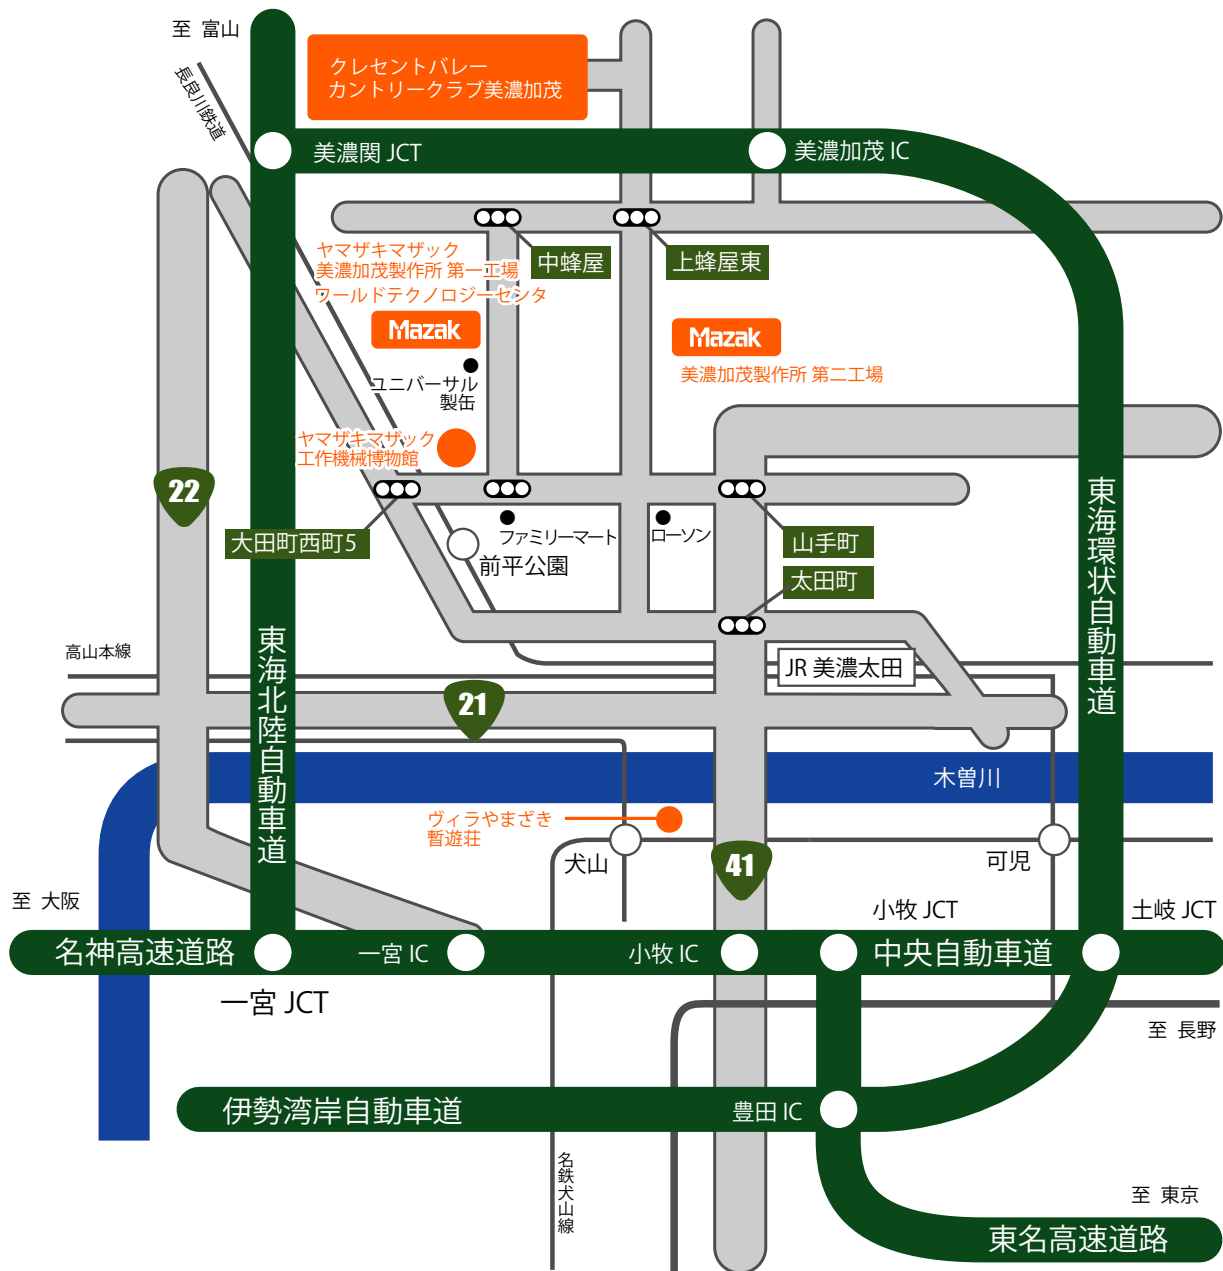 至 富山
長良川鉄道
クレセントバレー
カントリークラブ美濃加茂
美濃関 JCT
美濃加茂 IC
ヤマザキマザック
美濃加茂製作所 第一工場
ワールドテクノロジーセンタ
中蜂屋
上蜂屋東
Mazak
Mazak
美濃加茂製作所 第二工場
ユニバーサル
製缶
ヤマザキマザック
工作機械博物館
22
大田町西町5
ファミリーマート
ローソン
前平公園
山手町
太田町
東海環状自動車道
東海北陸自動車道
高山本線
JR 美濃太田
21
木曽川
ヴィラやまざき
暫遊荘
犬山
41
可児
至 大阪
小牧 JCT
土岐 JCT
名神高速道路
一宮 IC
小牧 IC
中央自動車道
一宮 JCT
至 長野
伊勢湾岸自動車道
豊田 IC
名鉄犬山線
至 東京
東名高速道路